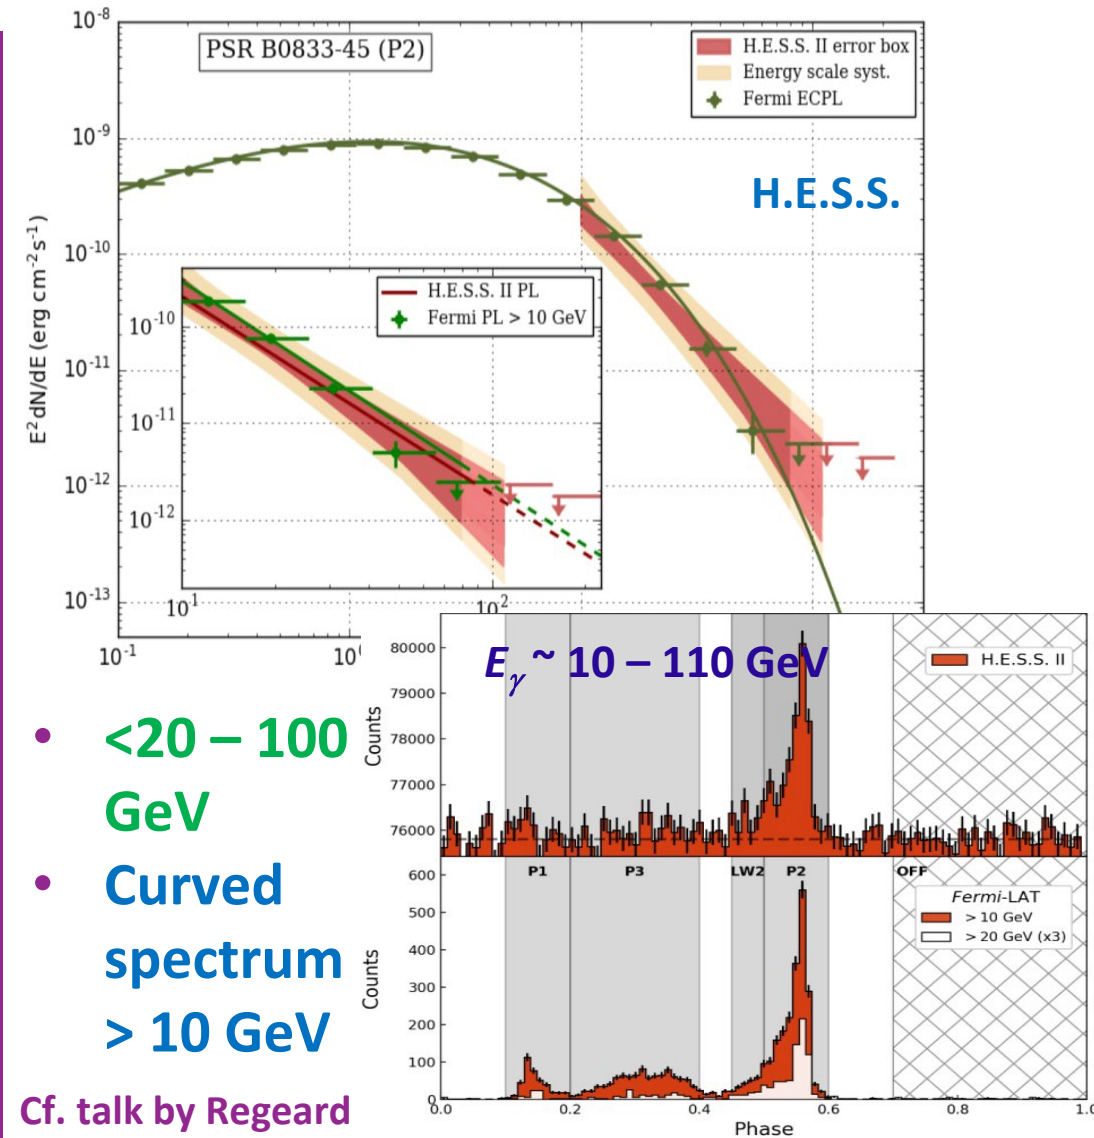 10⁻⁸
PSR B0833-45 (P2)
H.E.S.S. II error box
Energy scale syst.
Fermi ECPL
10⁻⁹
H.E.S.S.
10⁻¹⁰
E²dN/dE (erg cm⁻²s⁻¹)
H.E.S.S. II PL
Fermi PL > 10 GeV
10⁻¹⁰
10⁻¹¹
10⁻¹¹
10⁻¹²
10⁻¹²
10⁻¹³
10¹ 10²
10⁻¹
Eγ ~ 10 – 110 GeV
H.E.S.S. II
80000
79000
78000
77000
76000
Counts
• <20 – 100
GeV
• Curved
spectrum
> 10 GeV
Cf. talk by Regeard
P1 P3 LW2 P2 OFF
Fermi-LAT
> 10 GeV
> 20 GeV (x3)
600
500
400
300
200
100
0
Counts
0.0 0.2 0.4 0.6 0.8
Phase